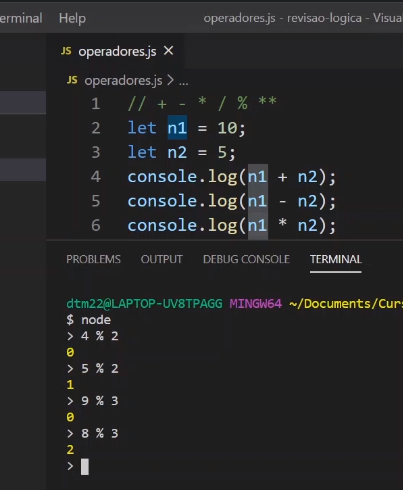 erminal Help operadores.js - revisao-logica - Visua
JS operadores.js ×
JS operadores.js > ...
1 // + - * / % **
2 let n1 = 10;
3 let n2 = 5;
4 console.log(n1 + n2);
5 console.log(n1 - n2);
6 console.log(n1 * n2);
PROBLEMS OUTPUT DEBUG CONSOLE TERMINAL
dtm22@LAPTOP-UV8TPAGG MINGW64 ~/Documents/Curs
$ node
> 4 % 2
0
> 5 % 2
1
> 9 % 3
0
> 8 % 3
2
>